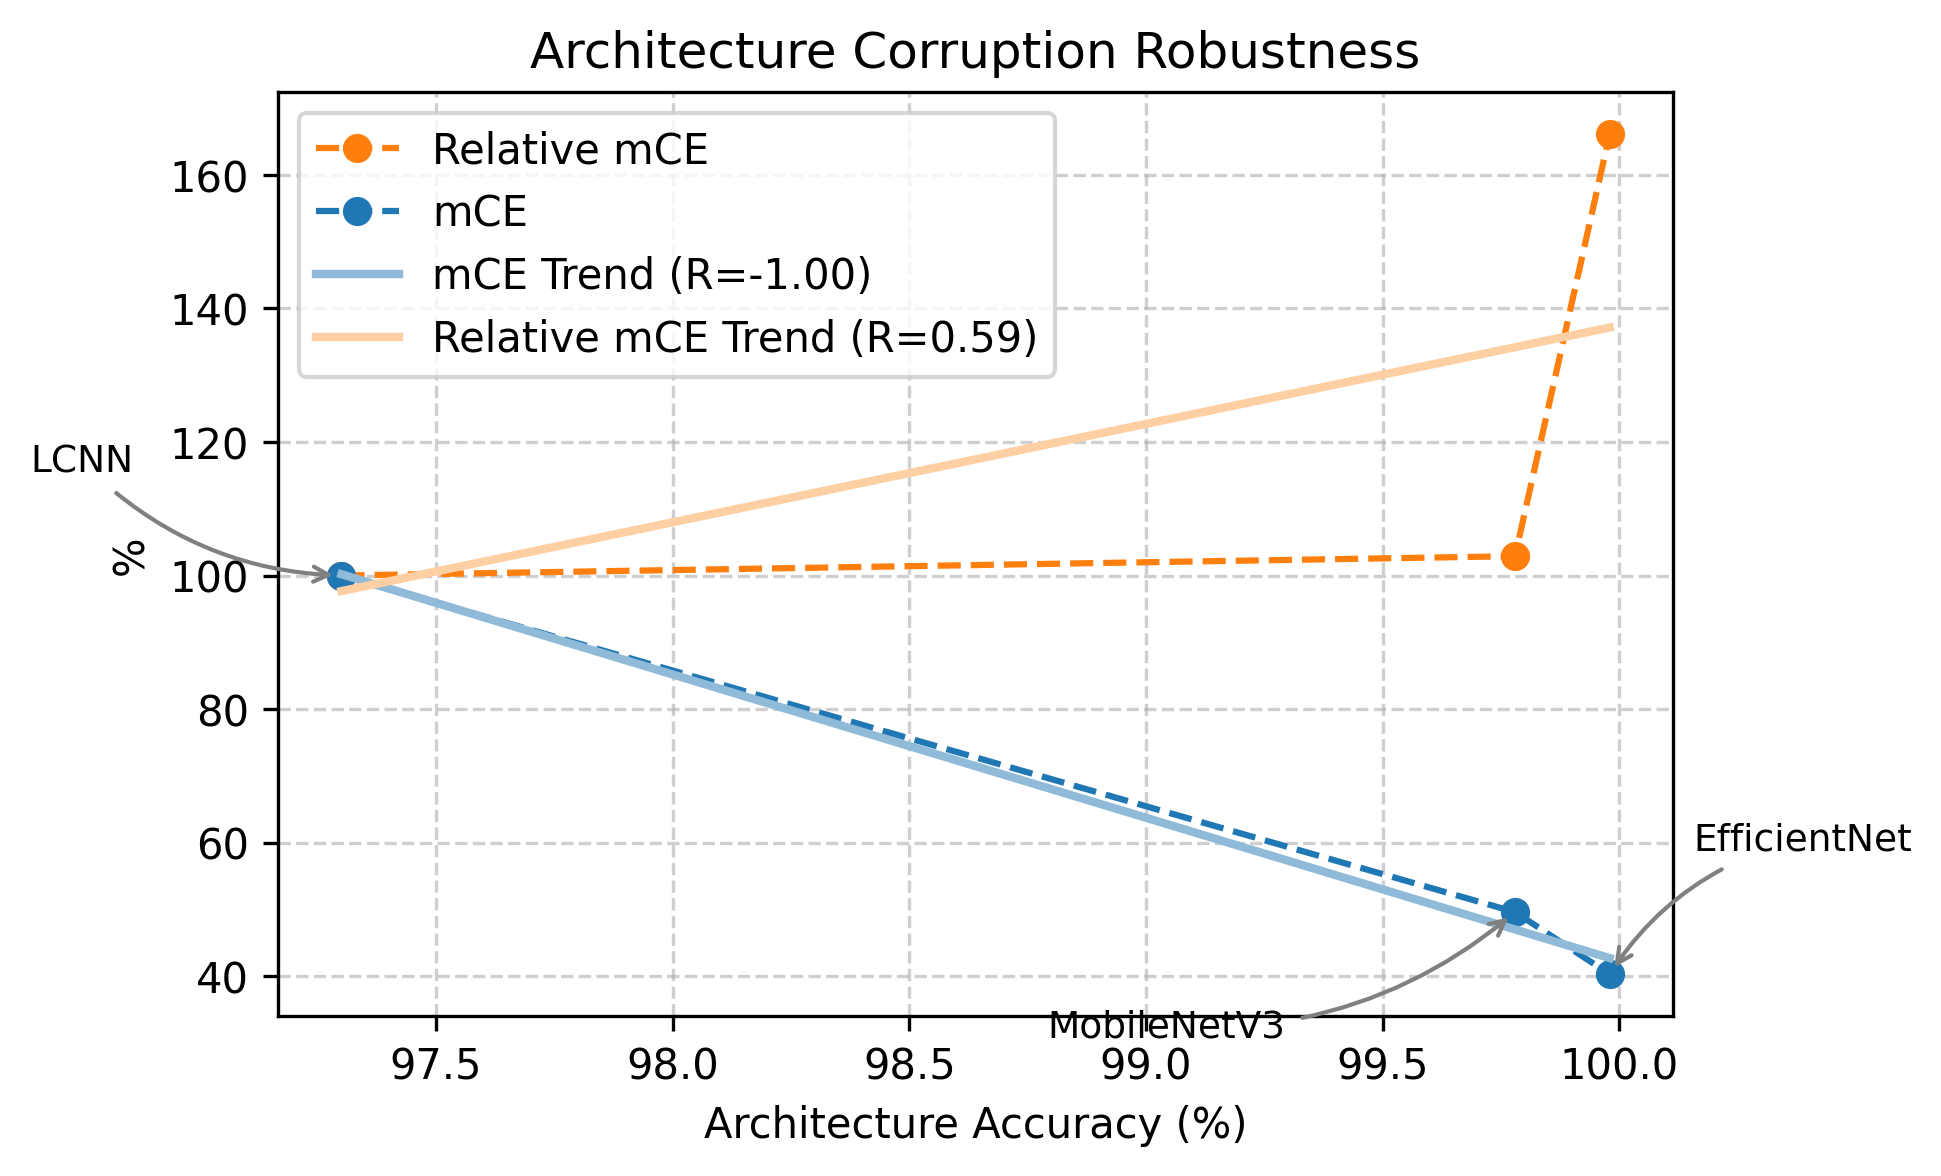 Architecture Corruption Robustness
Relative mCE
mCE
mCE Trend (R=-1.00)
Relative mCE Trend (R=0.59)
160
140
120
100
80
60
40
%
LCNN
EfficientNet
MobileNetV3
97.5 98.0 98.5 99.0 99.5 100.0
Architecture Accuracy (%)